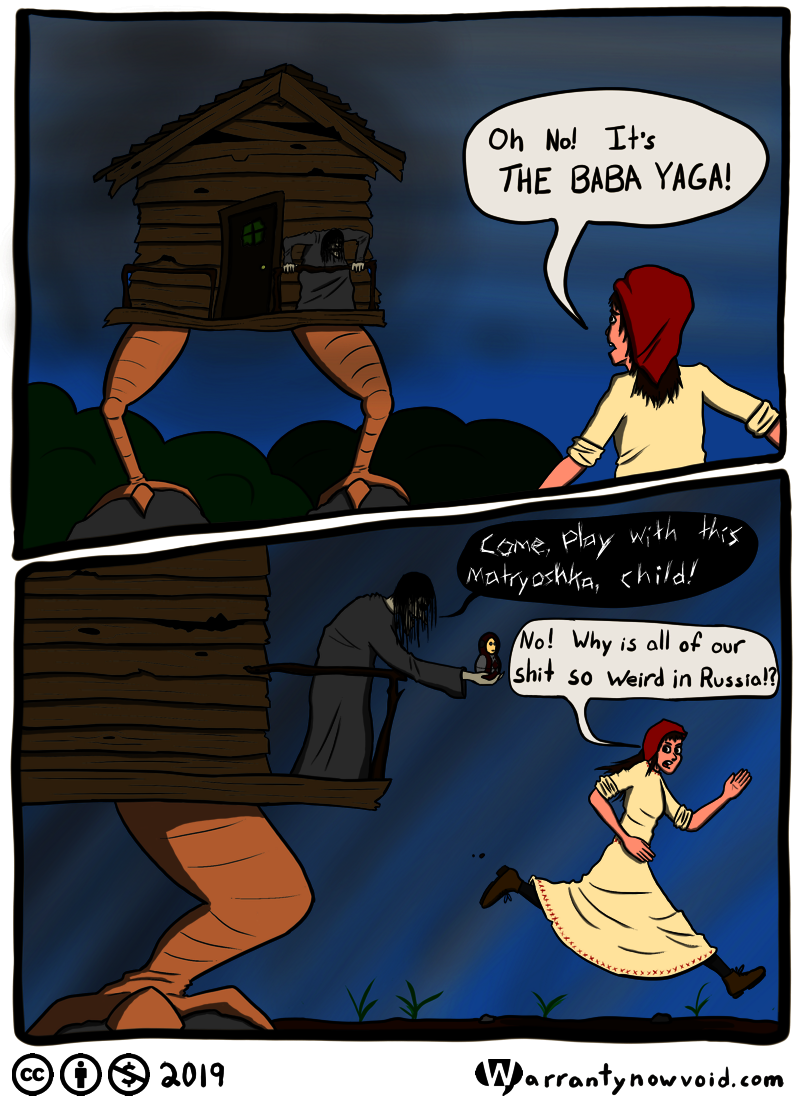 Oh No! It's
THE BABA YAGA!
Come, play with this
matryoshka, child!
No! Why is all of our
shit so weird in Russia!?
cc 2019
Warrantynowvoid.com